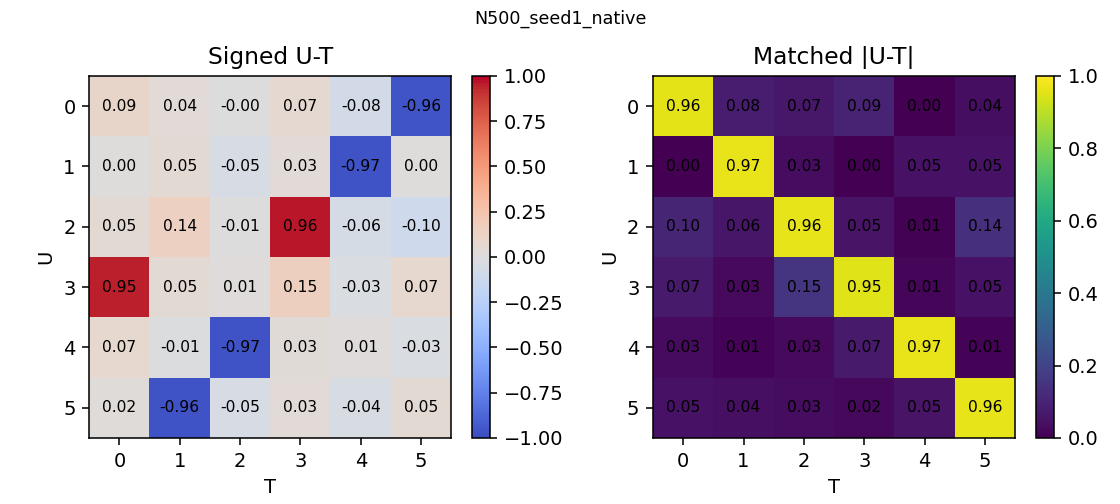 N500_seed1_native
Signed U-T
Matched |U-T|
0 0.09 0.04 -0.00 0.07 -0.08 -0.96
1 0.00 0.05 -0.05 0.03 -0.97 0.00
2 0.05 0.14 -0.01 0.96 -0.06 -0.10
3 0.95 0.05 0.01 0.15 -0.03 0.07
4 0.07 -0.01 -0.97 0.03 0.01 -0.03
5 0.02 -0.96 -0.05 0.03 -0.04 0.05
0 1 2 3 4 5
U
T
1.00
0.75
0.50
0.25
0.00
−0.25
−0.50
−0.75
−1.00
0 0.96 0.08 0.07 0.09 0.00 0.04
1 0.00 0.97 0.03 0.00 0.05 0.05
2 0.10 0.06 0.96 0.05 0.01 0.14
3 0.07 0.03 0.15 0.95 0.01 0.05
4 0.03 0.01 0.03 0.07 0.97 0.01
5 0.05 0.04 0.03 0.02 0.05 0.96
0 1 2 3 4 5
U
T
1.0
0.8
0.6
0.4
0.2
0.0